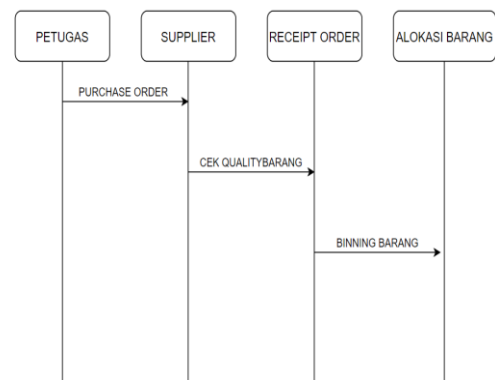 PETUGAS
SUPPLIER
RECEIPT ORDER
ALOKASI BARANG
PURCHASE ORDER
CEK QUALITYBARANG
BINNING BARANG